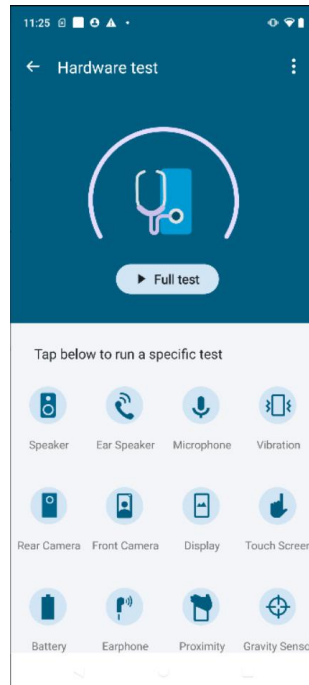 11:25
Hardware test
Full test
Tap below to run a specific test
Speaker Ear Speaker Microphone Vibration
Rear Camera Front Camera Display Touch Screen
Battery Earphone Proximity Gravity Senso